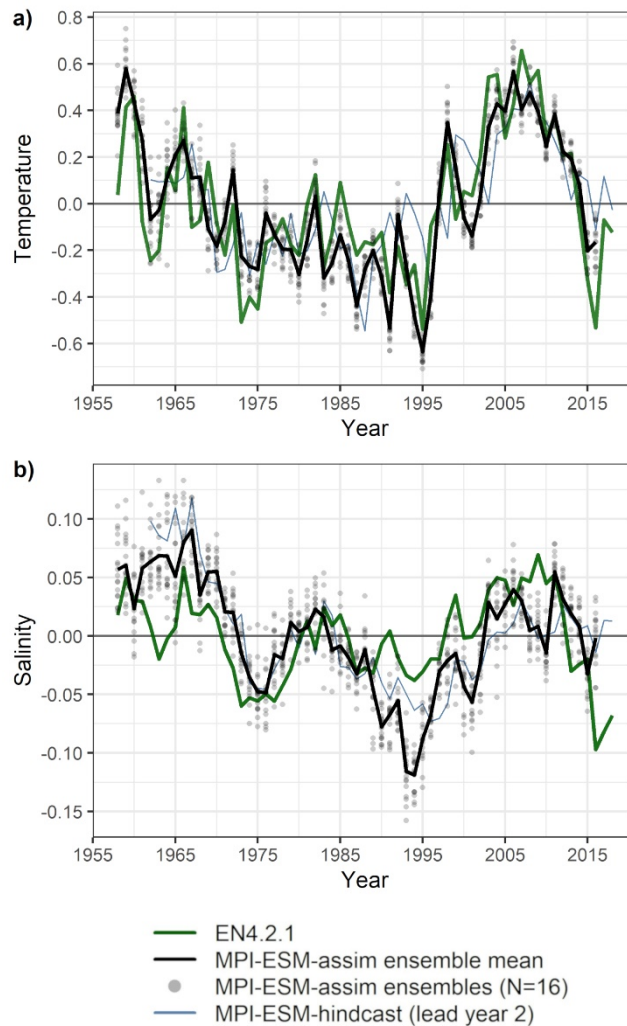 a)
0.8
0.6
0.4
0.2
0.0
-0.2
-0.4
-0.6
Temperature
1955 1965 1975 1985 1995 2005 2015
Year
b)
0.10
0.05
0.00
-0.05
-0.10
-0.15
Salinity
1955 1965 1975 1985 1995 2005 2015
Year
EN4.2.1
MPI-ESM-assim ensemble mean
MPI-ESM-assim ensembles (N=16)
MPI-ESM-hindcast (lead year 2)